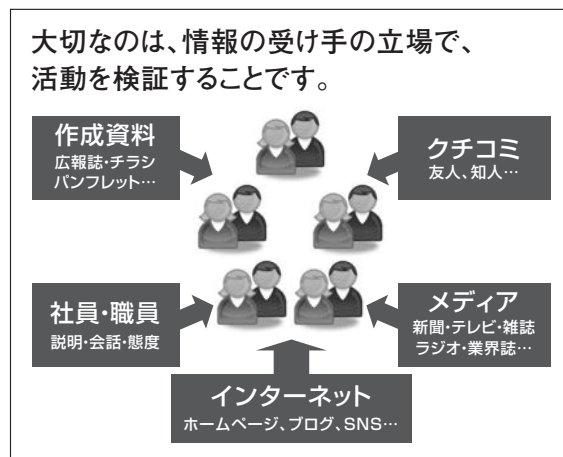 大切なのは、情報の受け手の立場で、
活動を検証することです。
作成資料
広報誌・チラシ
パンフレット…
クチコミ
友人、知人…
社員・職員
説明・会話・態度
メディア
新聞・テレビ・雑誌
ラジオ・業界誌…
インターネット
ホームページ、ブログ、SNS…